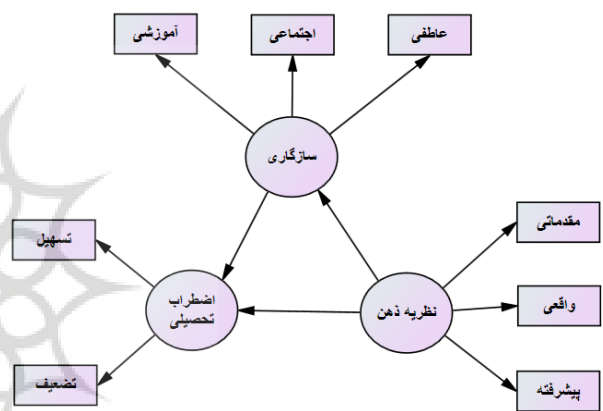 عاطفی
اجتماعی
آموزشی
سازگاری
مقدماتی
تسهیل
واقعی
اضطراب
تحصیلی
نظریه ذهن
پیشرفته
تضعیف